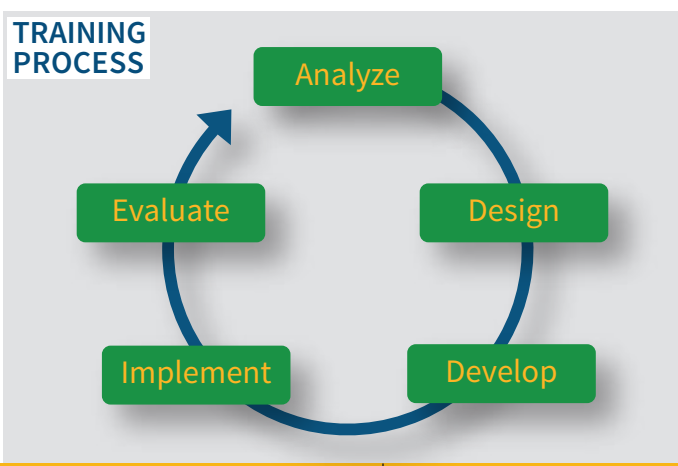 TRAINING
PROCESS
Analyze
Design
Develop
Implement
Evaluate